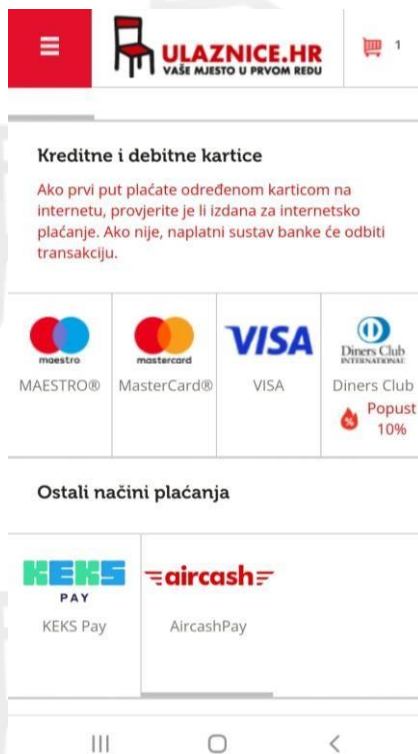 ULAZNICE.HR
VAŠE MJESTO U PRVOM REDU
1
Kreditne i debitne kartice
Ako prvi put plaćate određenom karticom na
internetu, provjerite je li izdana za internetsko
plaćanje. Ako nije, naplatni sustav banke će odbiti
transakciju.
maestro
MAESTRO®
mastercard
MasterCard®
VISA
VISA
Diners Club
INTERNATIONAL
Diners Club
Popust
10%
Ostali načini plaćanja
KEKS
PAY
KEKS Pay
aircash
AircashPay